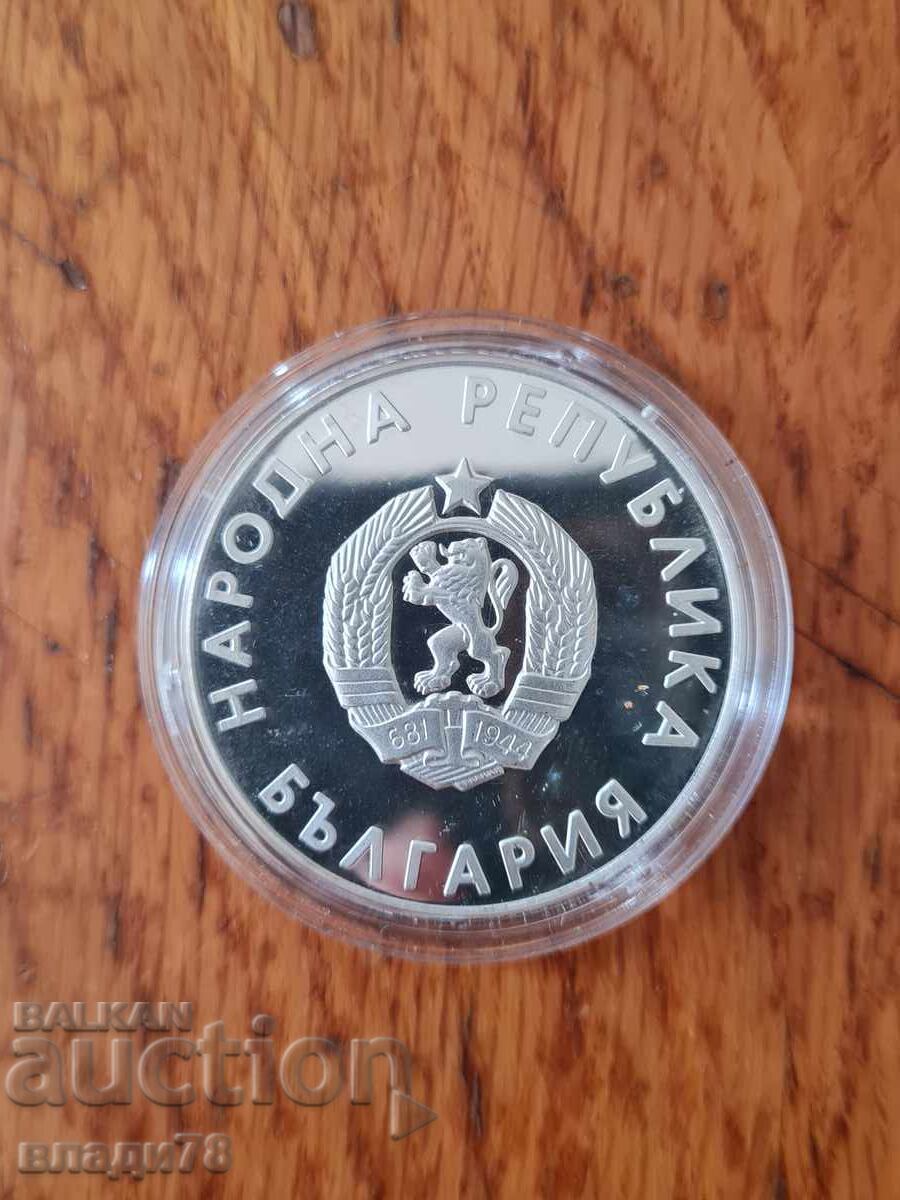 НАРОДНА РЕПУБЛИКА
БЪЛГАРИЯ
681 1944
BALKAN
auction
влади78